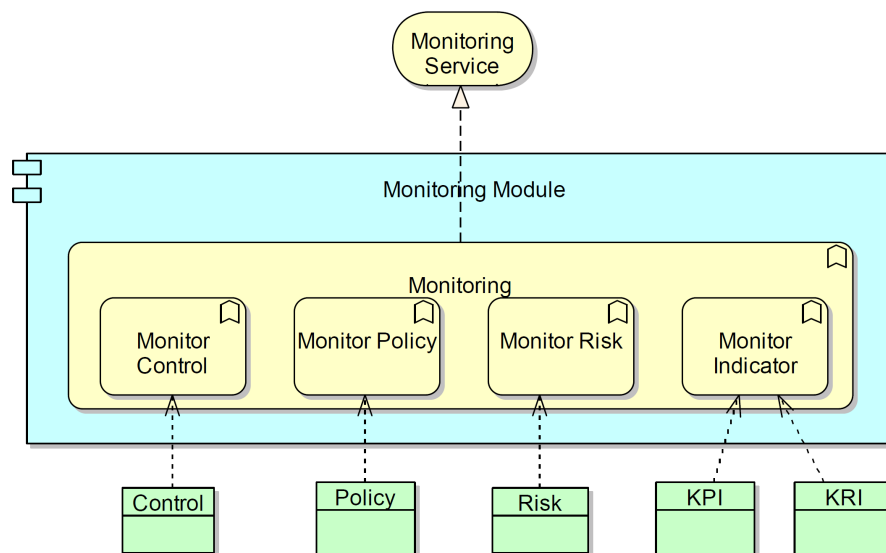 Monitoring
Service
Monitoring Module
Monitoring
Monitor
Control
Monitor Policy
Monitor Risk
Monitor
Indicator
Control
Policy
Risk
KPI
KRI